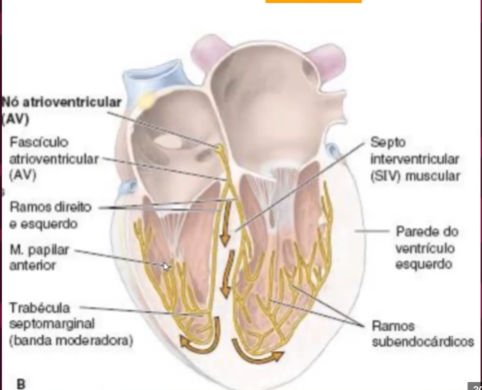 Nó atrioventricular
(AV)
Fascículo
atrioventricular
(AV)
Ramos direito
e esquerdo
M. papilar
anterior
Trabécula
septomarginal
(banda moderadora)
Septo
interventricular
(SIV) muscular
Parede do
ventrículo
esquerdo
Ramos
subendocárdicos
B